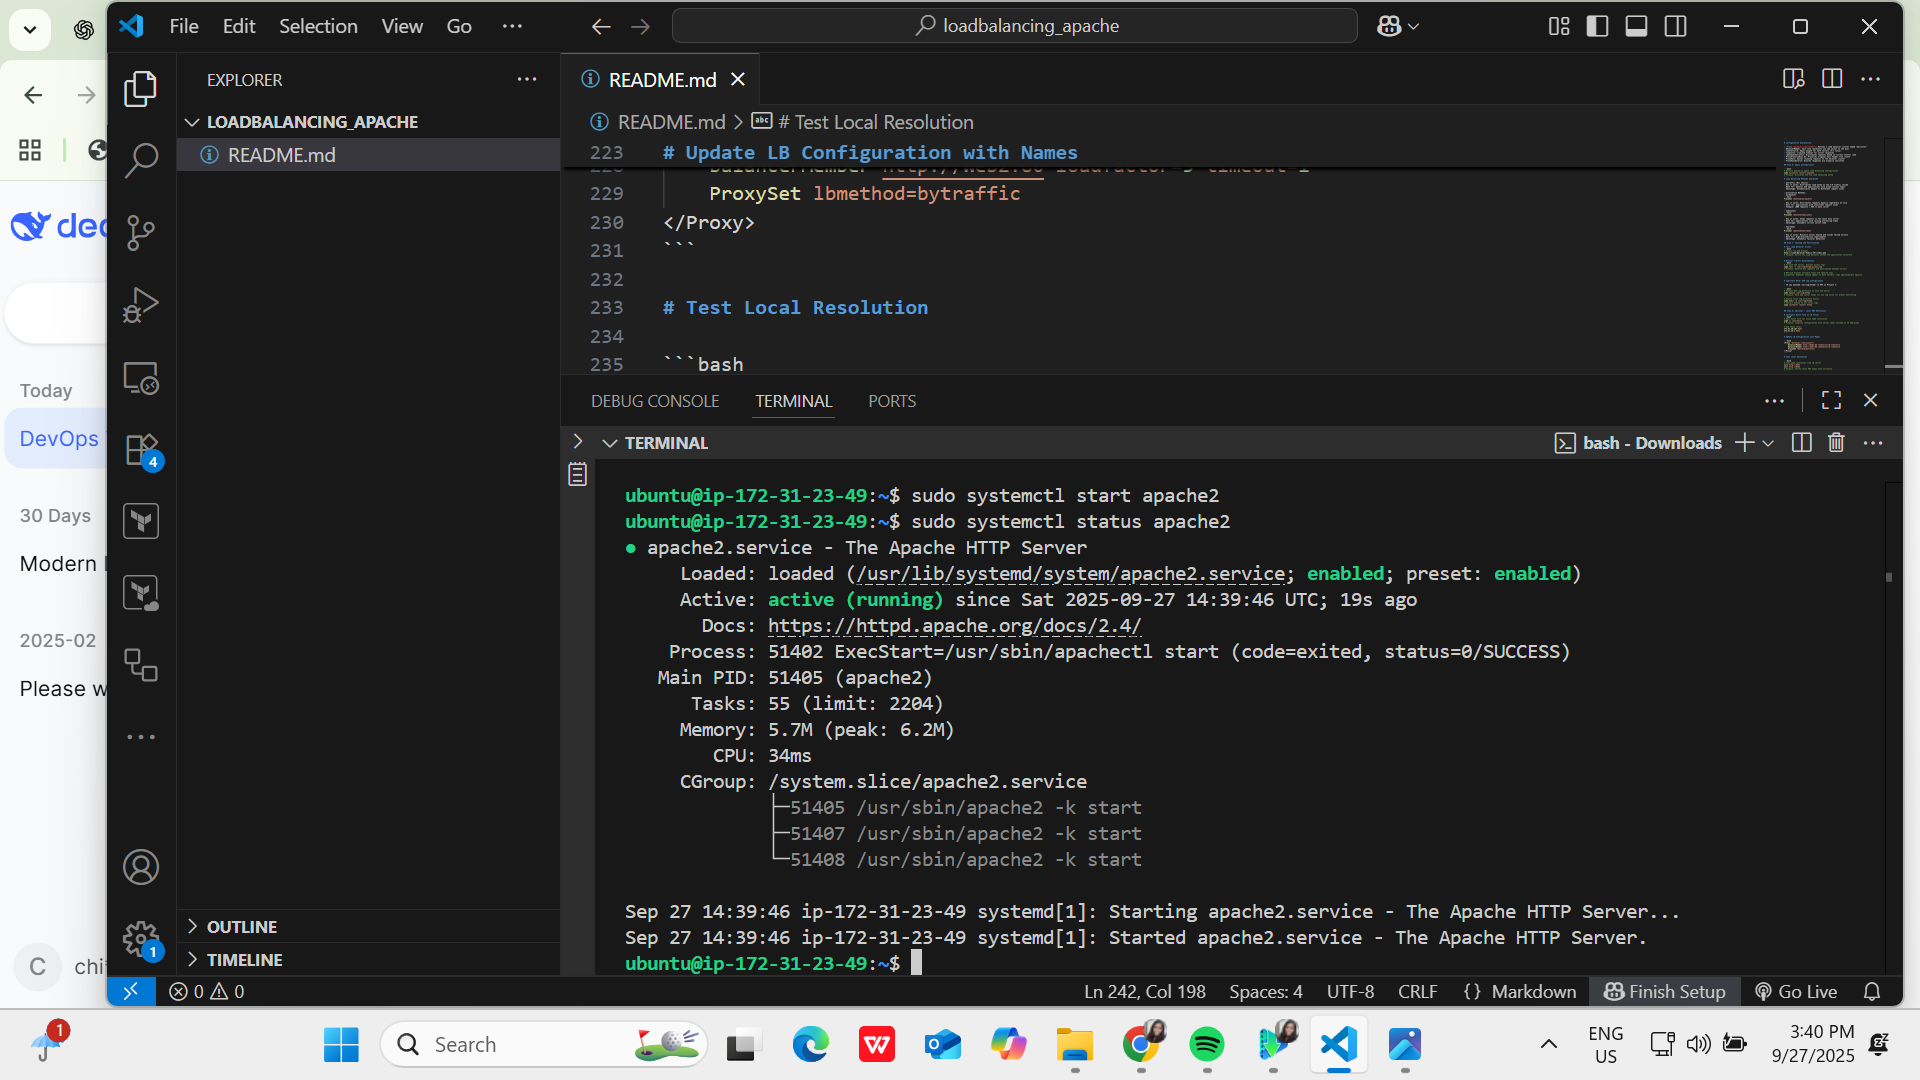 File Edit Selection View Go ···
loadbalancing_apache
EXPLORER
LOADBALANCING_APACHE
README.md
README.md
README.md > # Test Local Resolution
223 # Update LB Configuration with Names
229 ProxySet lbmethod=bytraffic
230 </Proxy>
231 ```
232
233 # Test Local Resolution
234
235 ```bash
DEBUG CONSOLE TERMINAL PORTS
TERMINAL
bash - Downloads
ubuntu@ip-172-31-23-49:~$ sudo systemctl start apache2
ubuntu@ip-172-31-23-49:~$ sudo systemctl status apache2
● apache2.service - The Apache HTTP Server
Loaded: loaded (/usr/lib/systemd/system/apache2.service; enabled; preset: enabled)
Active: active (running) since Sat 2025-09-27 14:39:46 UTC; 19s ago
Docs: https://httpd.apache.org/docs/2.4/
Process: 51402 ExecStart=/usr/sbin/apachectl start (code=exited, status=0/SUCCESS)
Main PID: 51405 (apache2)
Tasks: 55 (limit: 2204)
Memory: 5.7M (peak: 6.2M)
CPU: 34ms
CGroup: /system.slice/apache2.service
├─51405 /usr/sbin/apache2 -k start
├─51407 /usr/sbin/apache2 -k start
└─51408 /usr/sbin/apache2 -k start
Sep 27 14:39:46 ip-172-31-23-49 systemd[1]: Starting apache2.service - The Apache HTTP Server...
Sep 27 14:39:46 ip-172-31-23-49 systemd[1]: Started apache2.service - The Apache HTTP Server.
ubuntu@ip-172-31-23-49:~$
OUTLINE
TIMELINE
4
1
0 0
Ln 242, Col 198 Spaces: 4 UTF-8 CRLF {} Markdown Finish Setup Go Live
Today
DevOps
30 Days
Modern
2025-02
Please w
C chi
1
Search
ENG
US
3:40 PM
9/27/2025